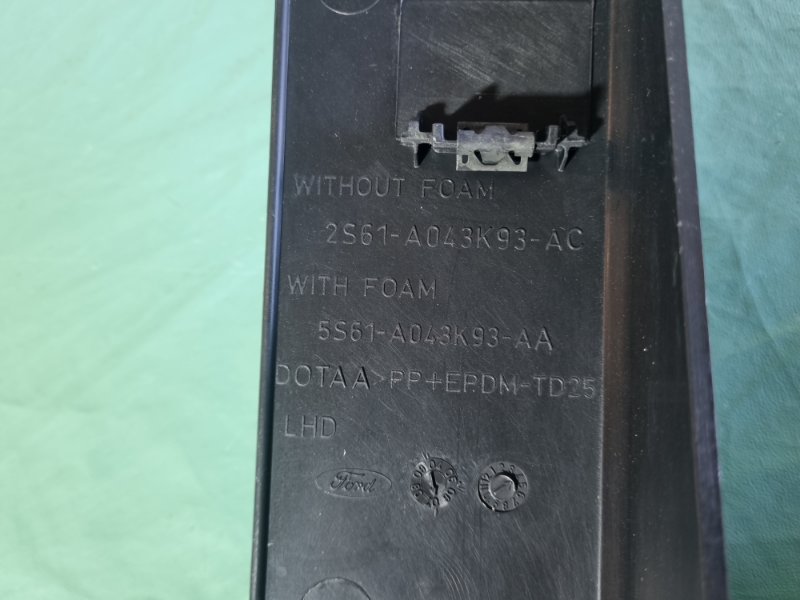 WITHOUT FOAM
2S61-A043K93-AC
WITH FOAM
5S61-A043K93-AA
DOTAA >PP+EPDM-TD25
LHD
Ford